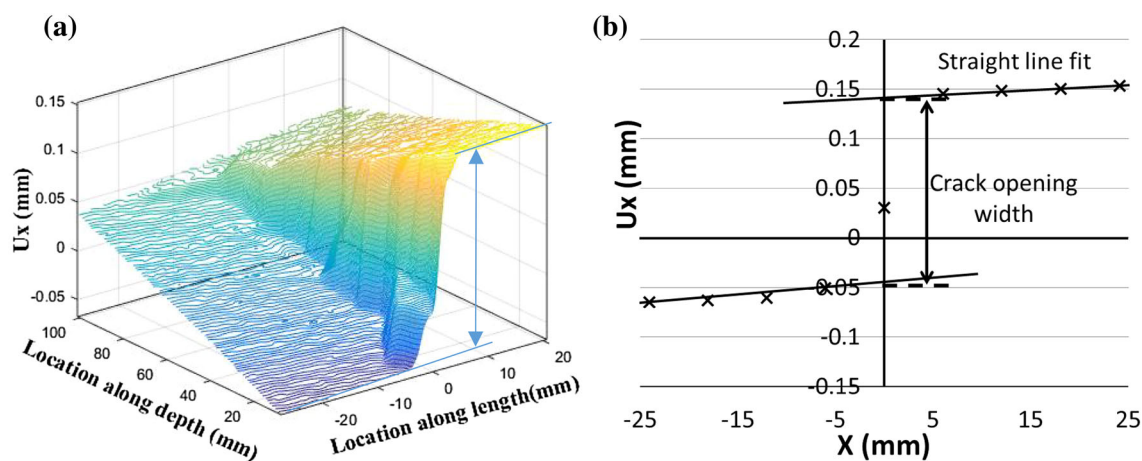 (a)
0.15
0.1
0.05
0
-0.05
Ux (mm)
100
80
60
40
20
Location along depth (mm)
-20
-10
0
10
20
Location along length(mm)
(b)
0.2
0.15
0.1
0.05
0
-0.05
-0.1
-0.15
Ux (mm)
Straight line fit
Crack opening
width
-25
-15
-5
5
15
25
X (mm)